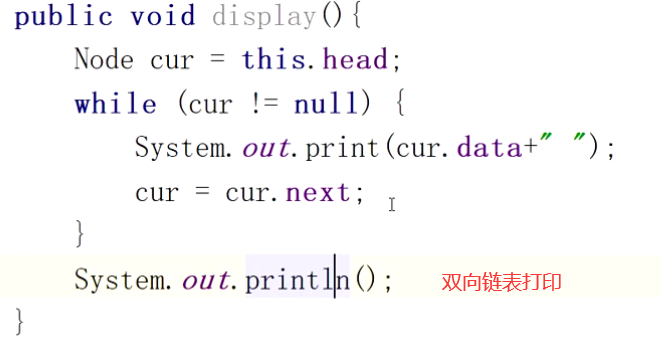 public void display(){
    Node cur = this.head;
    while (cur != null) {
        System.out.print(cur.data+" ");
        cur = cur.next;
    }
    System.out.println(); 双向链表打印
}